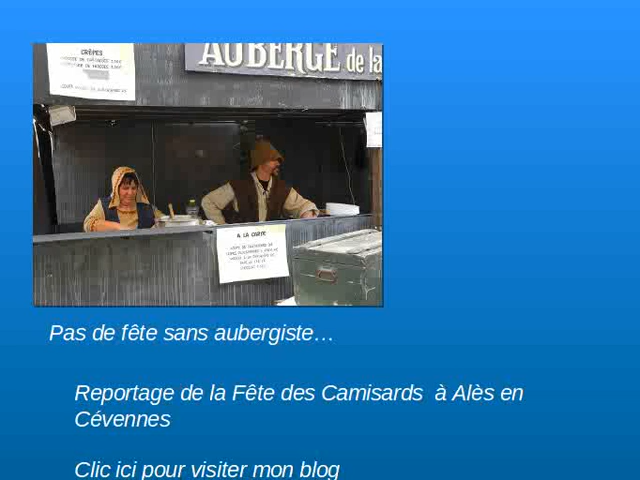 CRÊPES
AUBERGE de la
A LA CARTE
Pas de fête sans aubergiste…
Reportage de la Fête des Camisards à Alès en
Cévennes
Clic ici pour visiter mon blog